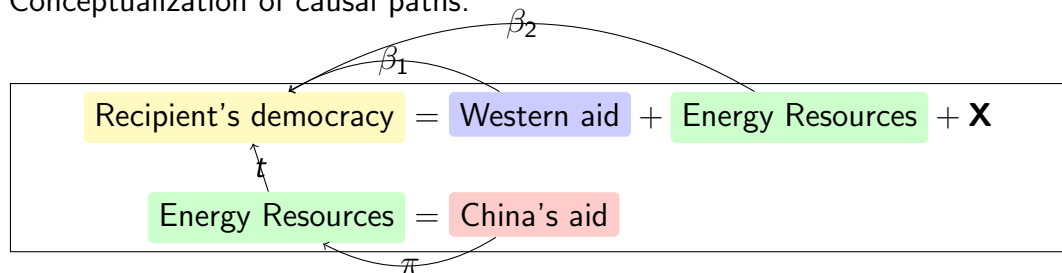 Conceptualization of causal paths:
β₂
β₁
Recipient's democracy = Western aid + Energy Resources + X
t
Energy Resources = China's aid
π